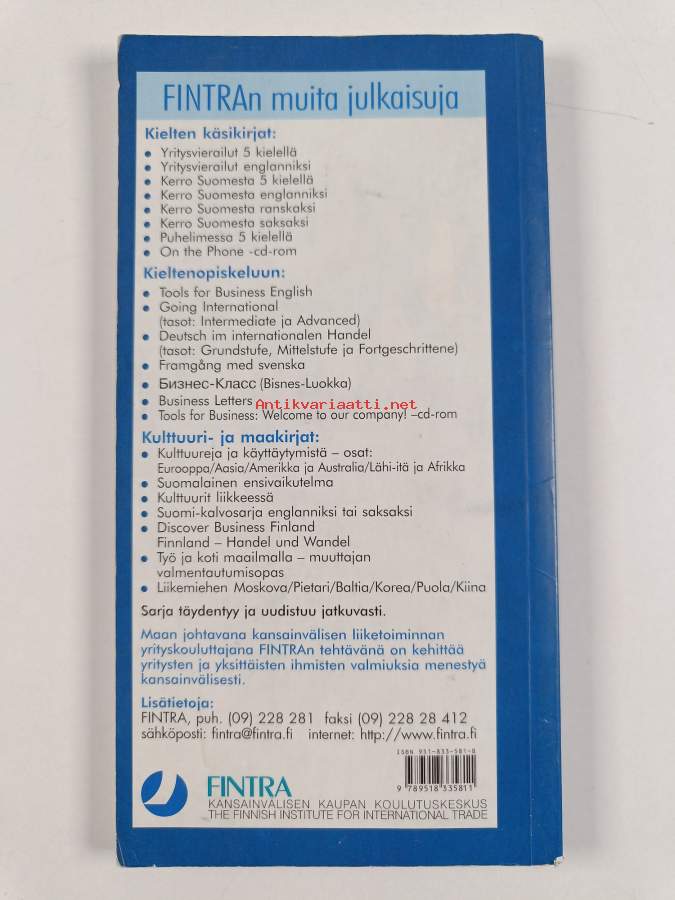 FINTRAn muita julkaisuja
Kielten käsikirjat:
• Yritysvierailut 5 kielellä
• Yritysvierailut englanniksi
• Kerro Suomesta 5 kielellä
• Kerro Suomesta englanniksi
• Kerro Suomesta ranskaksi
• Kerro Suomesta saksaksi
• Puhelimessa 5 kielellä
• On the Phone -cd-rom
Kieltenopiskeluun:
• Tools for Business English
• Going International
(tasot: Intermediate ja Advanced)
• Deutsch im internationalen Handel
(tasot: Grundstufe, Mittelstufe ja Fortgeschrittene)
• Framgång med svenska
• Бизнес-Класс (Bisnes-Luokka)
• Business Letters
Antikvariaatti.net
• Tools for Business: Welcome to our company! –cd-rom
Kulttuuri- ja maakirjat:
• Kulttuureja ja käyttäytymistä – osat:
Eurooppa/Aasia/Amerikka ja Australia/Lähi-itä ja Afrikka
• Suomalainen ensivaikutelma
• Kulttuurit liikkeessä
• Suomi-kalvosarja englanniksi tai saksaksi
• Discover Business Finland
Finnland – Handel und Wandel
• Työ ja koti maailmalla – muuttajan
valmentautumisopas
• Liikemiehen Moskova/Pietari/Baltia/Korea/Puola/Kiina
Sarja täydentyy ja uudistuu jatkuvasti.
Maan johtavana kansainvälisen liiketoiminnan
yrityskouluttajana FINTRAn tehtävänä on kehittää
yritysten ja yksittäisten ihmisten valmiuksia menestyä
kansainvälisesti.
Lisätietoja:
FINTRA, puh. (09) 228 281 faksi (09) 228 28 412
sähköposti: fintra@fintra.fi internet: http://www.fintra.fi
ISBN 951-833-581-8
9 789518 335811
FINTRA
KANSAINVÄLISEN KAUPAN KOULUTUSKESKUS
THE FINNISH INSTITUTE FOR INTERNATIONAL TRADE